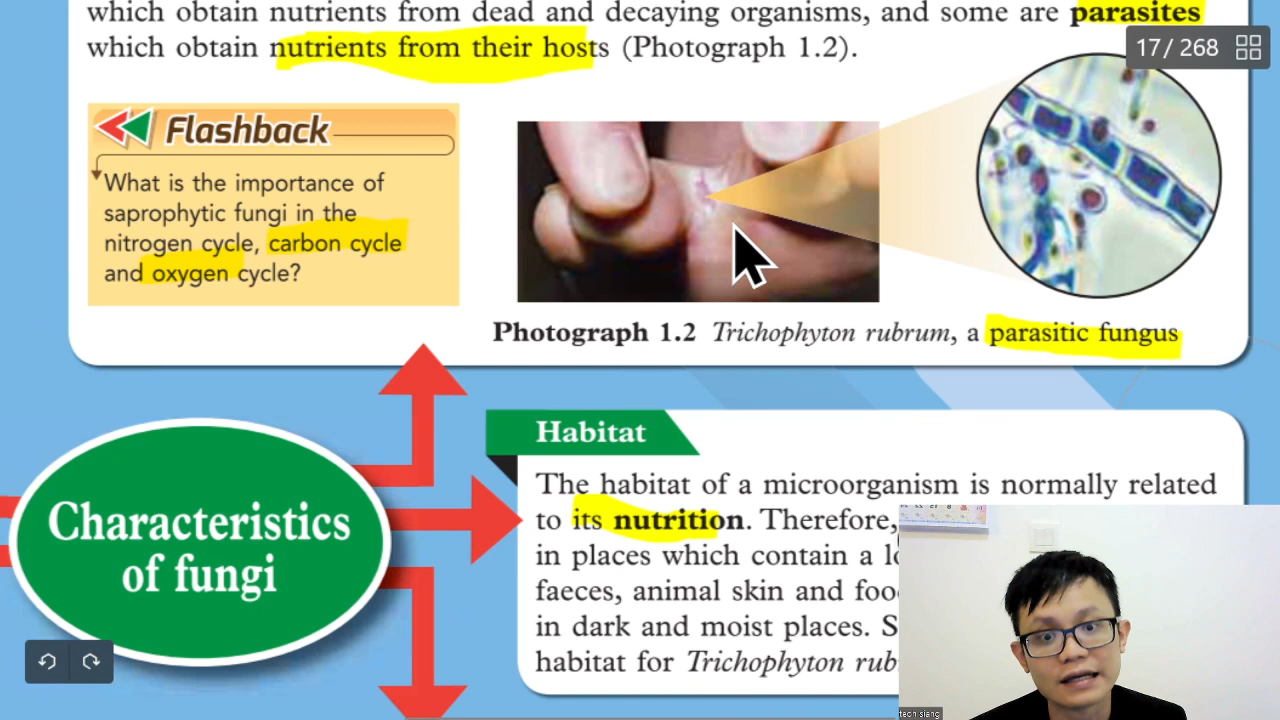 which obtain nutrients from dead and decaying organisms, and some are parasites
which obtain nutrients from their hosts (Photograph 1.2).
17 / 268
Flashback
What is the importance of
saprophytic fungi in the
nitrogen cycle, carbon cycle
and oxygen cycle?
Photograph 1.2 Trichophyton rubrum, a parasitic fungus
Characteristics
of fungi
Habitat
The habitat of a microorganism is normally related
to its nutrition. Therefore,
in places which contain a
faeces, animal skin and
in dark and moist places.
habitat for Trichophyton
tech siang